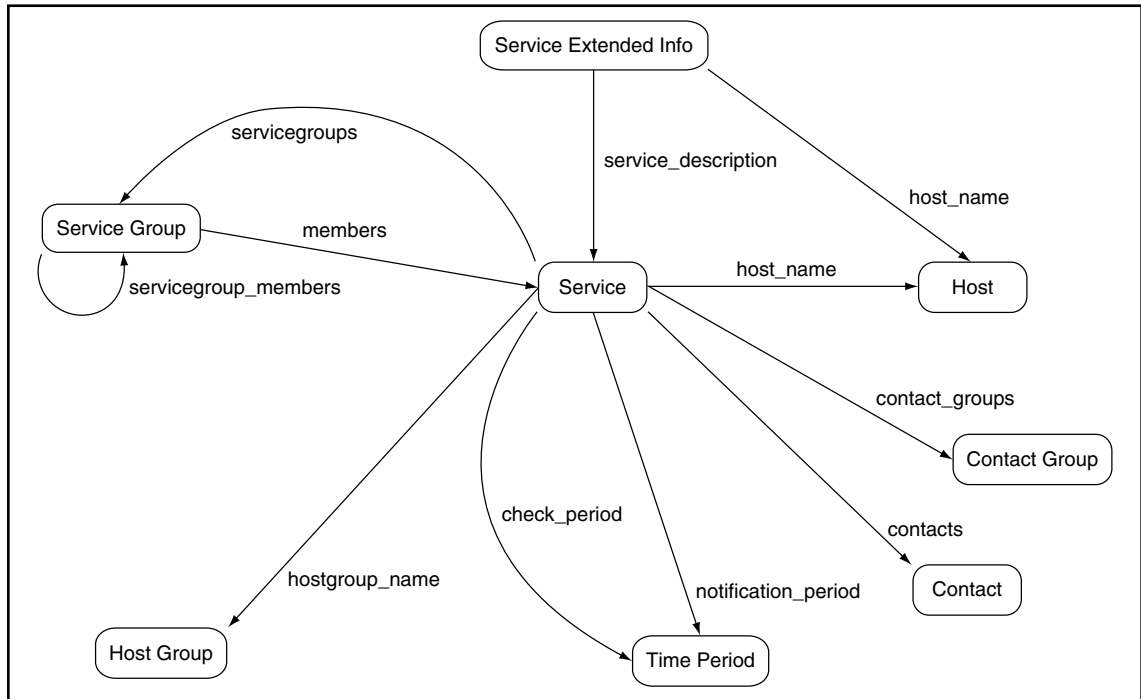 Service Extended Info
servicegroups
service_description
host_name
Service Group
members
servicegroup_members
host_name
Service
Host
contact_groups
Contact Group
check_period
contacts
hostgroup_name
notification_period
Contact
Host Group
Time Period